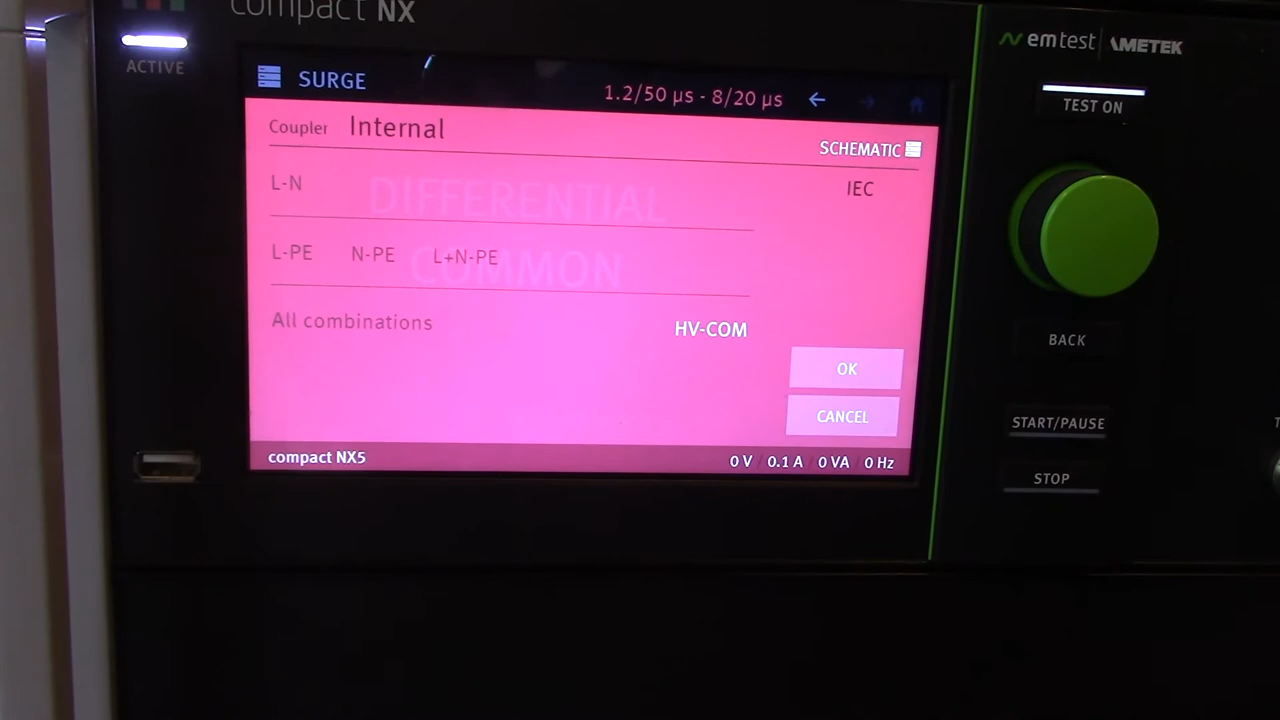 compact NX
ACTIVE
emtest AMETEK
TEST ON
SURGE 1.2/50 µs - 8/20 µs
Coupler Internal
SCHEMATIC
L-N DIFFERENTIAL IEC
L-PE N-PE L+N-PE
COMMON
All combinations HV-COM
OK
CANCEL
compact NX5 0 V 0.1 A 0 VA 0 Hz
BACK
START/PAUSE
STOP